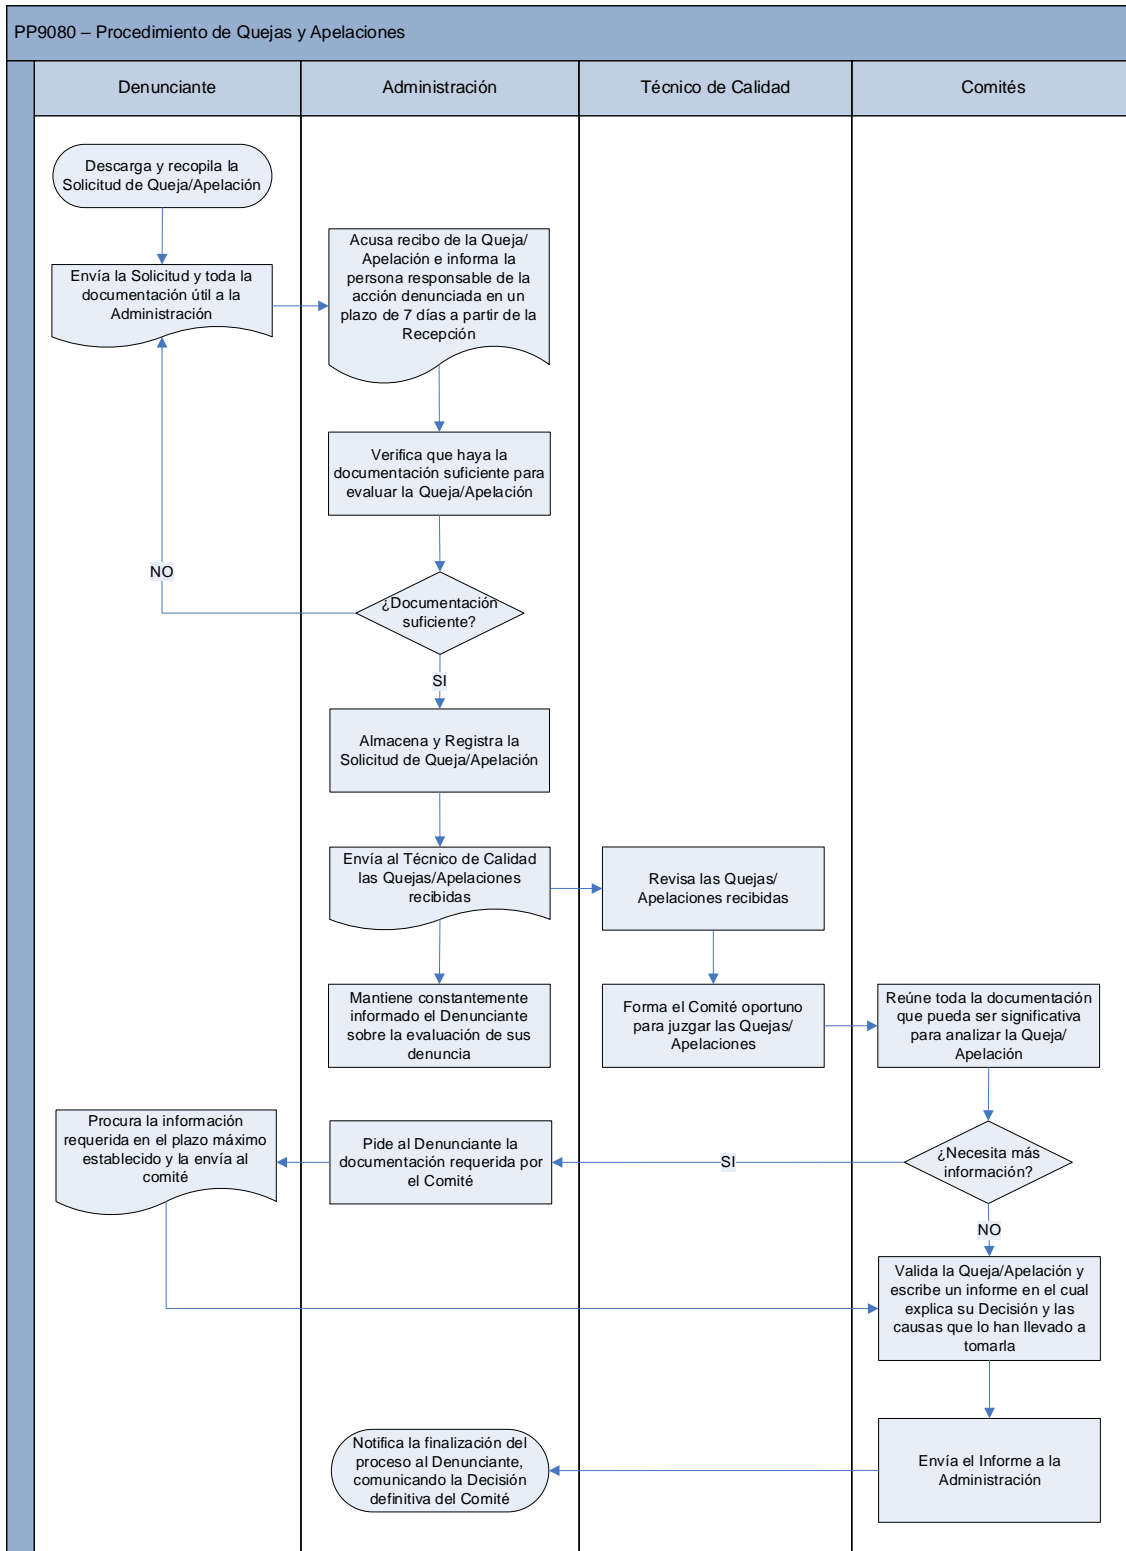 PP9080 – Procedimiento de Quejas y Apelaciones
Denunciante
Administración
Técnico de Calidad
Comités
Descarga y recopila la
Solicitud de Queja/Apelación
Envía la Solicitud y toda la
documentación útil a la
Administración
Acusa recibo de la Queja/
Apelación e informa la
persona responsable de la
acción denunciada en un
plazo de 7 días a partir de la
Recepción
Verifica que haya la
documentación suficiente para
evaluar la Queja/Apelación
NO
¿Documentación
suficiente?
SI
Almacena y Registra la
Solicitud de Queja/Apelación
Envía al Técnico de Calidad
las Quejas/Apelaciones
recibidas
Revisa las Quejas/
Apelaciones recibidas
Mantiene constantemente
informado el Denunciante
sobre la evaluación de sus
denuncia
Forma el Comité oportuno
para juzgar las Quejas/
Apelaciones
Reúne toda la documentación
que pueda ser significativa
para analizar la Queja/
Apelación
Procura la información
requerida en el plazo máximo
establecido y la envía al
comité
Pide al Denunciante la
documentación requerida por
el Comité
SI
¿Necesita más
información?
NO
Valida la Queja/Apelación y
escribe un informe en el cual
explica su Decisión y las
causas que lo han llevado a
tomarla
Notifica la finalización del
proceso al Denunciante,
comunicando la Decisión
definitiva del Comité
Envía el Informe a la
Administración